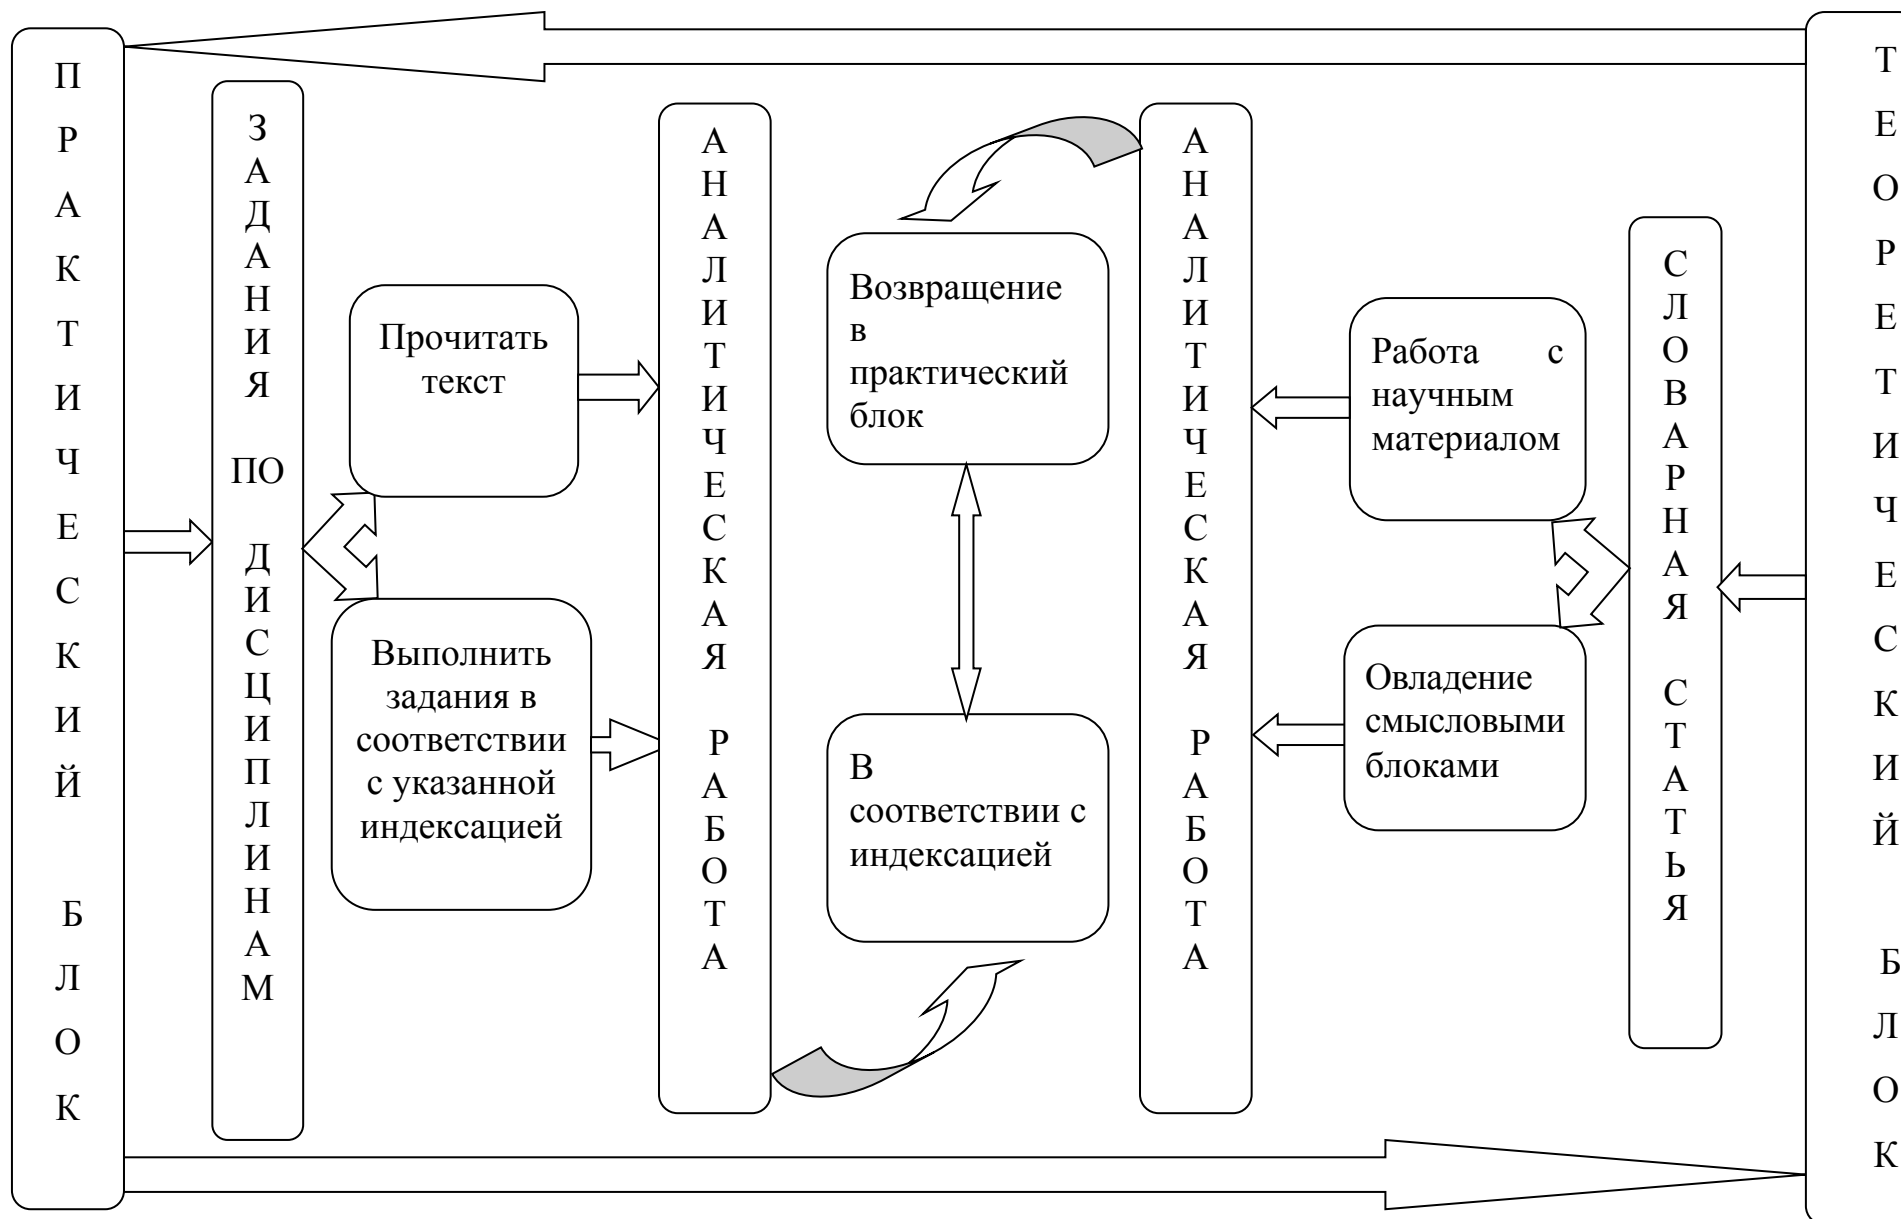 ПРАКТИЧЕСКИЙ БЛОК
ЗАДАНИЯ ПО ДИСЦИПЛИНАМ
Прочитать
текст
Выполнить
задания в
соответствии
с указанной
индексацией
АНАЛИТИЧЕСКАЯ РАБОТА
Возвращение
в
практический
блок
В
соответствии с
индексацией
АНАЛИТИЧЕСКАЯ РАБОТА
Работа с
научным
материалом
Овладение
смысловыми
блоками
СЛОВАРНАЯ СТАТЬЯ
ТЕОРЕТИЧЕСКИЙ БЛОК